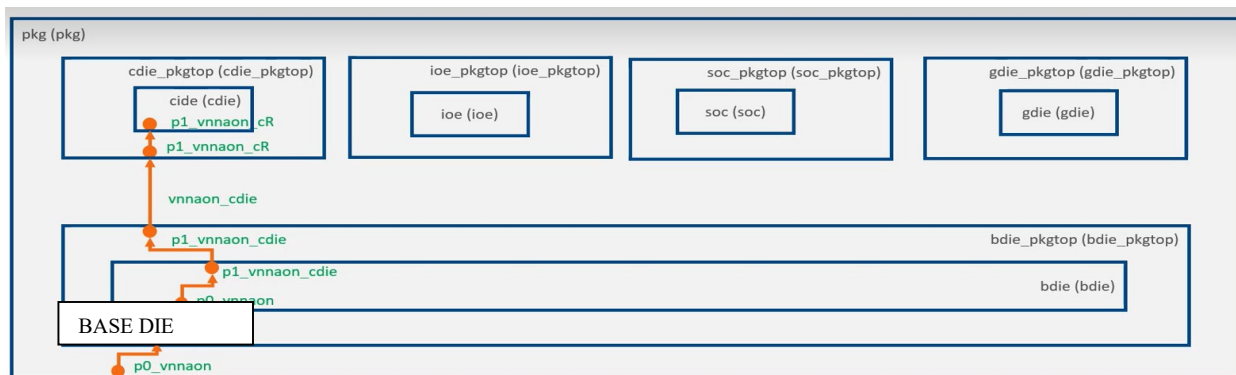 pkg (pkg)
cdie_pkgtop (cdie_pkgtop)
ioe_pkgtop (ioe_pkgtop)
soc_pkgtop (soc_pkgtop)
gdie_pkgtop (gdie_pkgtop)
cide (cdie)
ioe (ioe)
soc (soc)
gdie (gdie)
p1_vnnaon_cR
p1_vnnaon_cR
vnnaon_cdie
p1_vnnaon_cdie
bdie_pkgtop (bdie_pkgtop)
p1_vnnaon_cdie
bdie (bdie)
p0_vnnaon
BASE DIE
p0_vnnaon